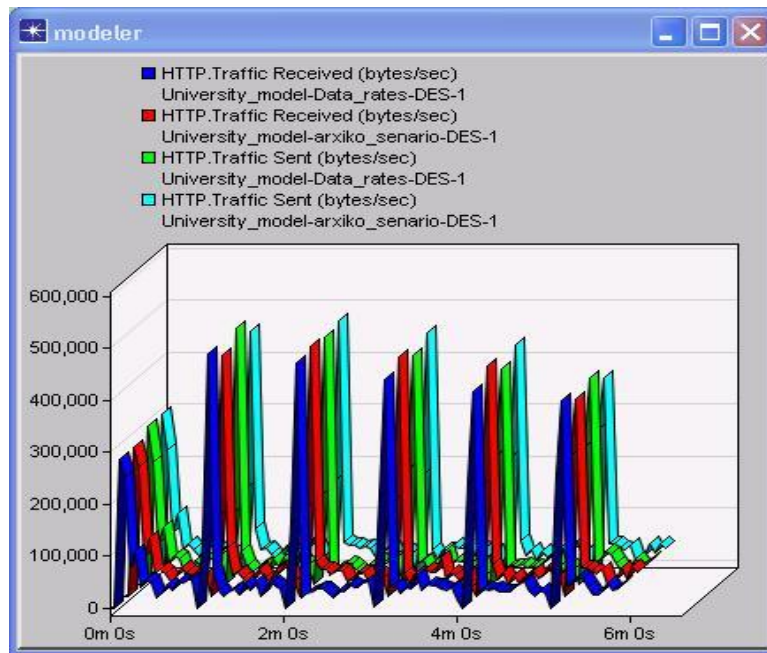 modeler
HTTP.Traffic Received (bytes/sec)
University_model-Data_rates-DES-1
HTTP.Traffic Received (bytes/sec)
University_model-arxiko_senario-DES-1
HTTP.Traffic Sent (bytes/sec)
University_model-Data_rates-DES-1
HTTP.Traffic Sent (bytes/sec)
University_model-arxiko_senario-DES-1
600,000
500,000
400,000
300,000
200,000
100,000
0
0m 0s 2m 0s 4m 0s 6m 0s